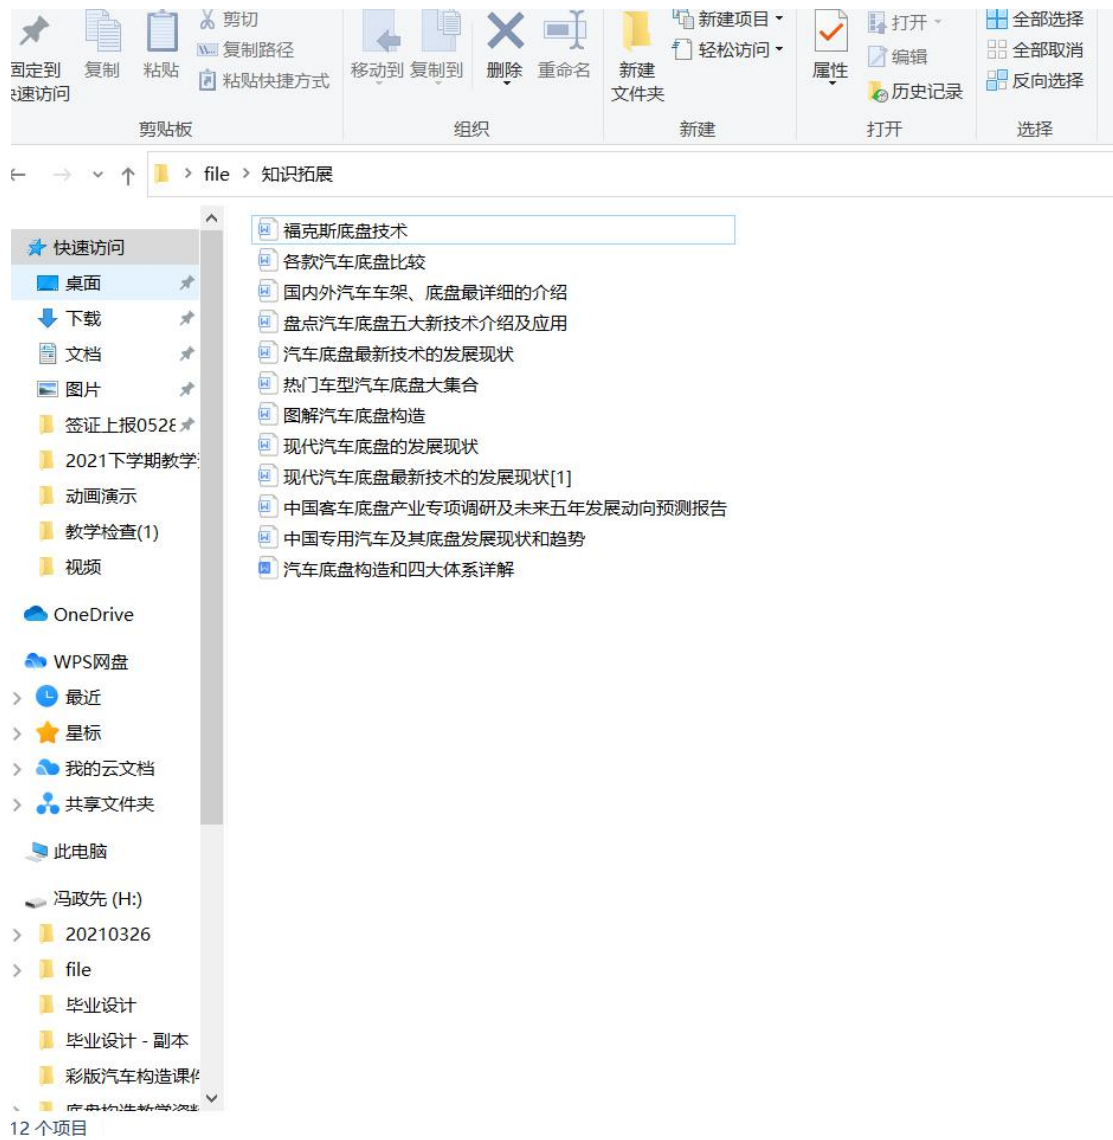 剪切
新建项目
打开
全部选择
复制路径
轻松访问
编辑
全部取消
固定到
复制
粘贴
移动到 复制到
删除
重命名
新建
属性
快速访问
粘贴快捷方式
文件夹
历史记录
反向选择
剪贴板
组织
新建
打开
选择
file > 知识拓展
快速访问
桌面
下载
文档
图片
签证上报0528
2021下学期教学
动画演示
教学检查(1)
视频
OneDrive
WPS网盘
最近
星标
我的云文档
共享文件夹
此电脑
冯政先 (H:)
20210326
file
毕业设计
毕业设计 - 副本
彩版汽车构造课件
底盘构造教学资料
福克斯底盘技术
各款汽车底盘比较
国内外汽车车架、底盘最详细的介绍
盘点汽车底盘五大新技术介绍及应用
汽车底盘最新技术的发展现状
热门车型汽车底盘大集合
图解汽车底盘构造
现代汽车底盘的发展现状
现代汽车底盘最新技术的发展现状[1]
中国客车底盘产业专项调研及未来五年发展动向预测报告
中国专用汽车及其底盘发展现状和趋势
汽车底盘构造和四大体系详解
12 个项目